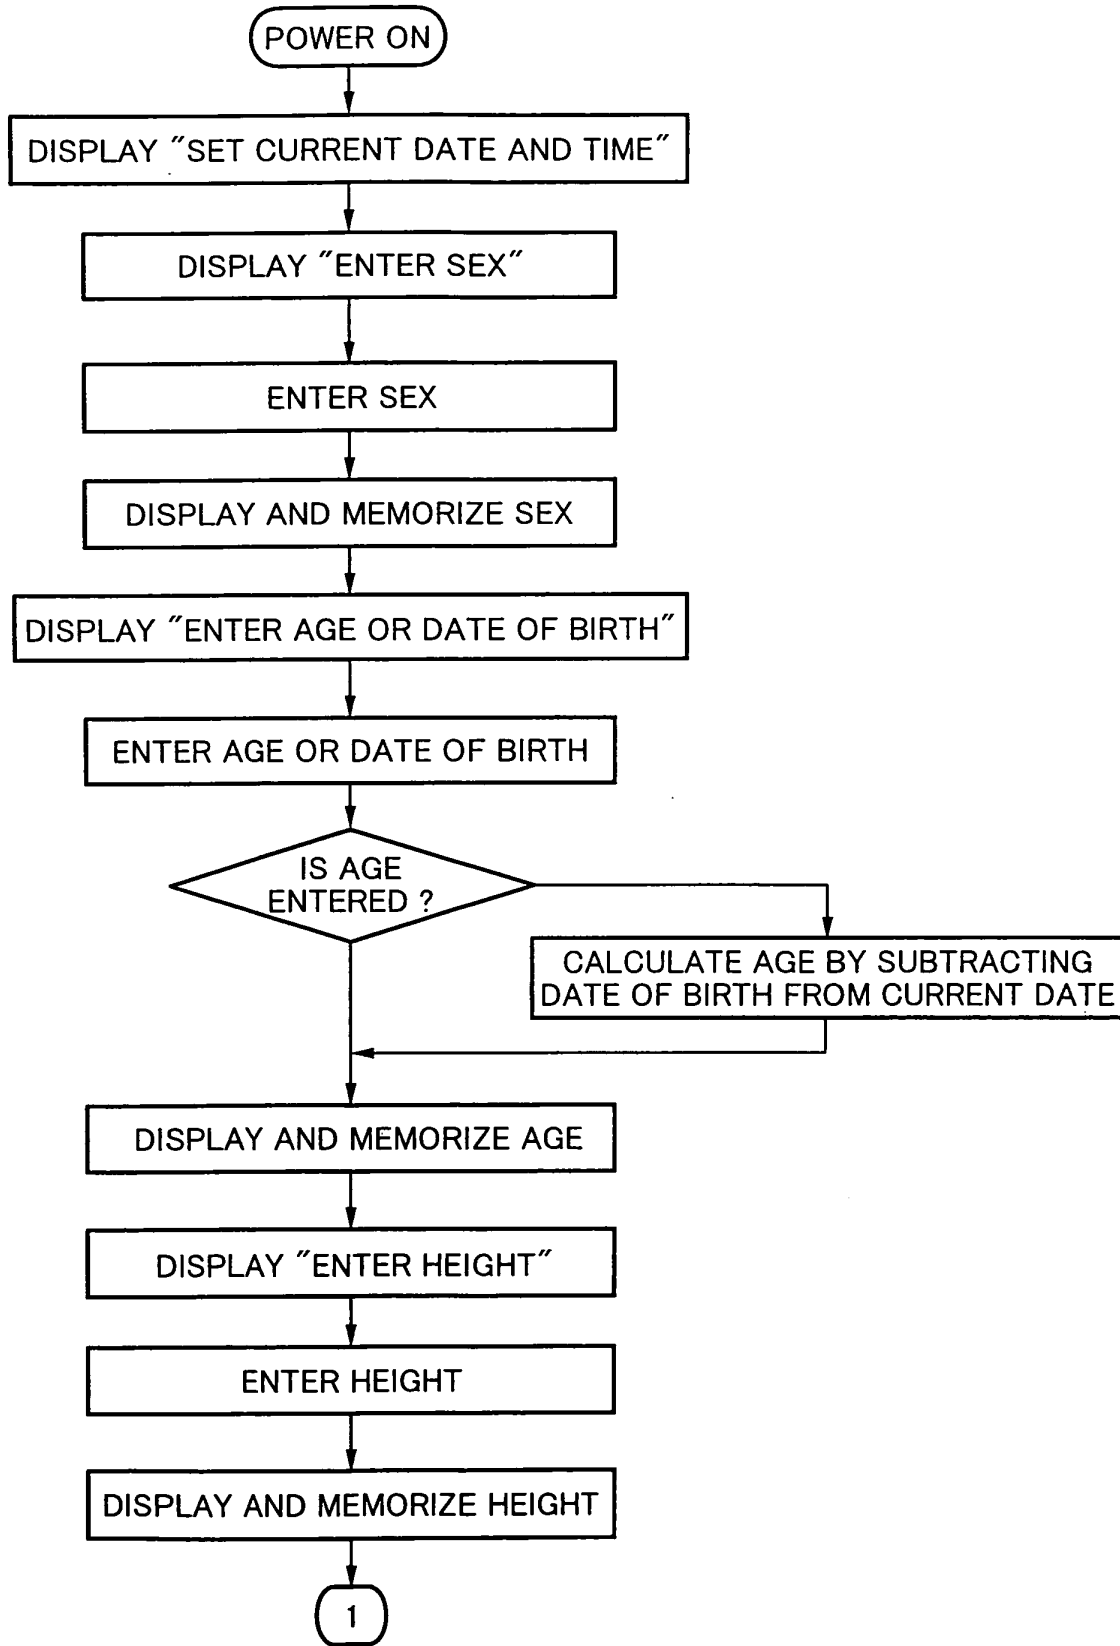 POWER ON
DISPLAY "SET CURRENT DATE AND TIME"
DISPLAY "ENTER SEX"
ENTER SEX
DISPLAY AND MEMORIZE SEX
DISPLAY "ENTER AGE OR DATE OF BIRTH"
ENTER AGE OR DATE OF BIRTH
IS AGE
ENTERED ?
CALCULATE AGE BY SUBTRACTING
DATE OF BIRTH FROM CURRENT DATE
DISPLAY AND MEMORIZE AGE
DISPLAY "ENTER HEIGHT"
ENTER HEIGHT
DISPLAY AND MEMORIZE HEIGHT
1